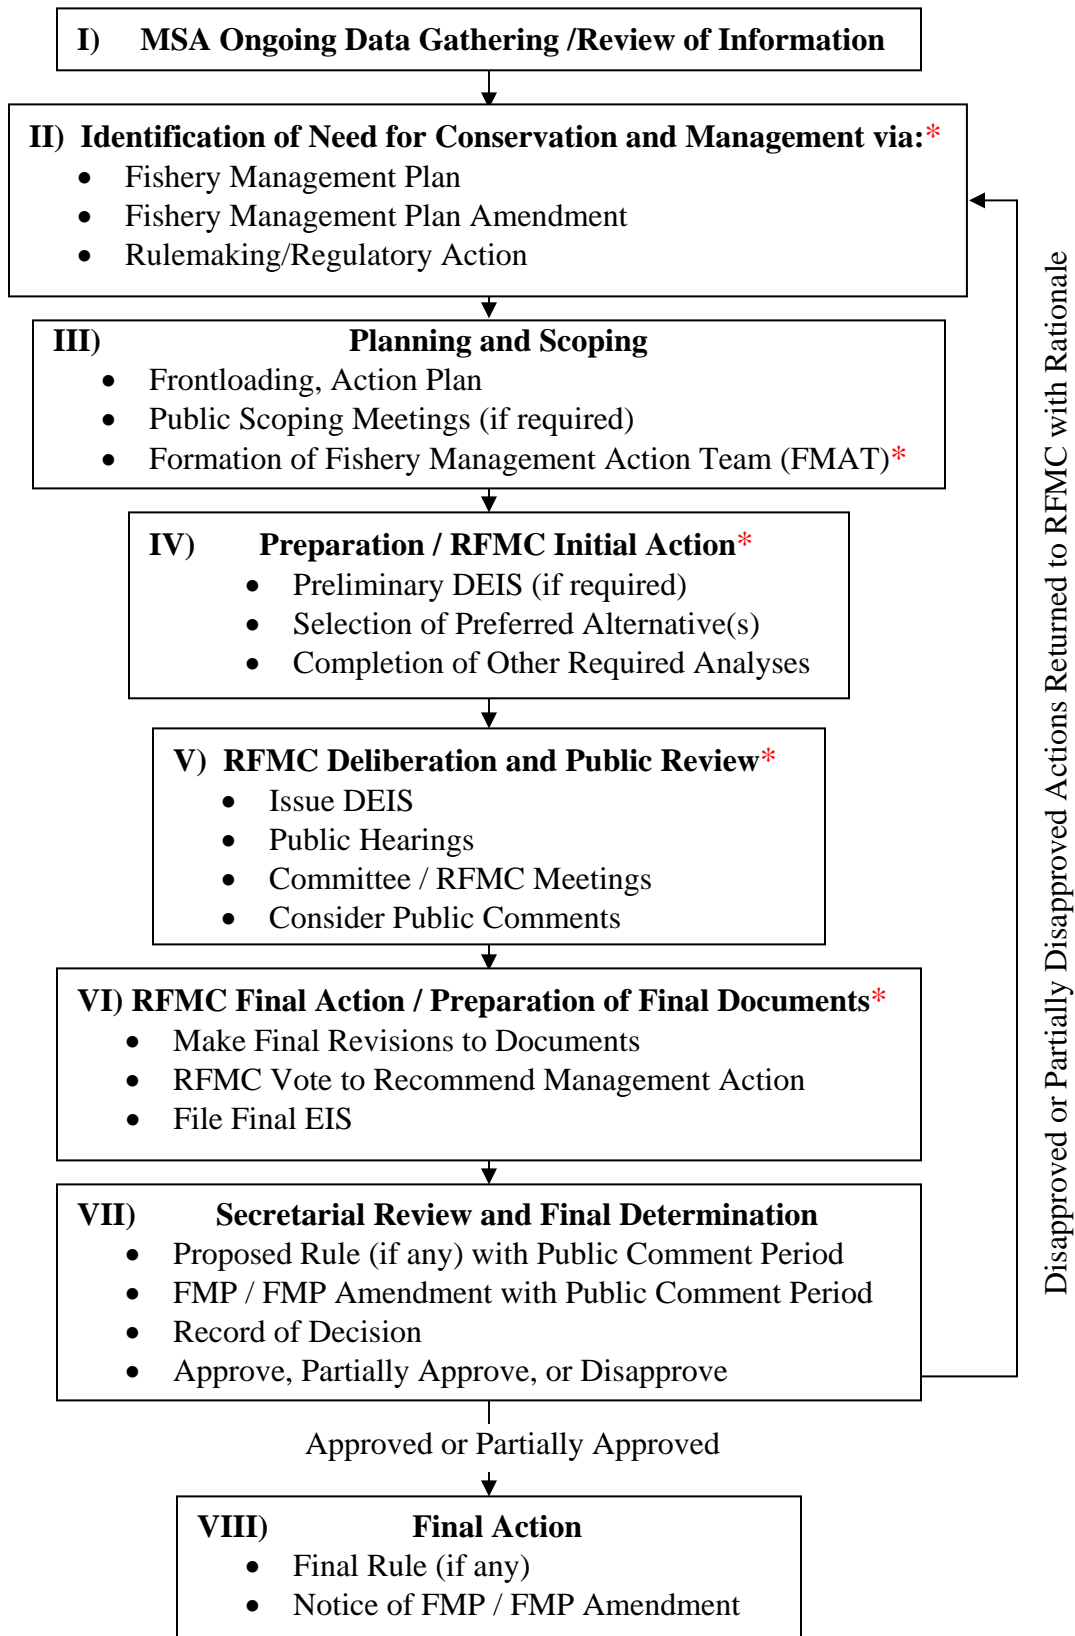 I) MSA Ongoing Data Gathering /Review of Information
II) Identification of Need for Conservation and Management via:*
• Fishery Management Plan
• Fishery Management Plan Amendment
• Rulemaking/Regulatory Action
III) Planning and Scoping
• Frontloading, Action Plan
• Public Scoping Meetings (if required)
• Formation of Fishery Management Action Team (FMAT)*
IV) Preparation / RFMC Initial Action*
• Preliminary DEIS (if required)
• Selection of Preferred Alternative(s)
• Completion of Other Required Analyses
V) RFMC Deliberation and Public Review*
• Issue DEIS
• Public Hearings
• Committee / RFMC Meetings
• Consider Public Comments
VI) RFMC Final Action / Preparation of Final Documents*
• Make Final Revisions to Documents
• RFMC Vote to Recommend Management Action
• File Final EIS
VII) Secretarial Review and Final Determination
• Proposed Rule (if any) with Public Comment Period
• FMP / FMP Amendment with Public Comment Period
• Record of Decision
• Approve, Partially Approve, or Disapprove
Approved or Partially Approved
VIII) Final Action
• Final Rule (if any)
• Notice of FMP / FMP Amendment
Disapproved or Partially Disapproved Actions Returned to RFMC with Rationale